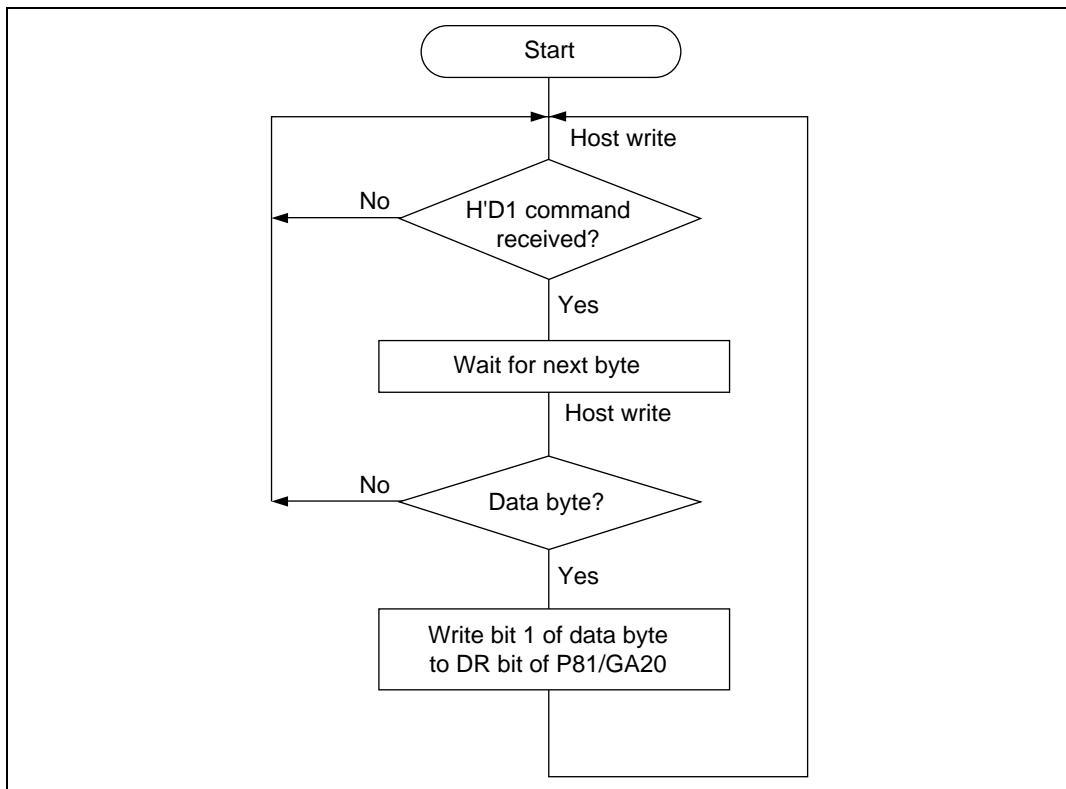 Start
Host write
No
H'D1 command
received?
Yes
Wait for next byte
Host write
No
Data byte?
Yes
Write bit 1 of data byte
to DR bit of P81/GA20